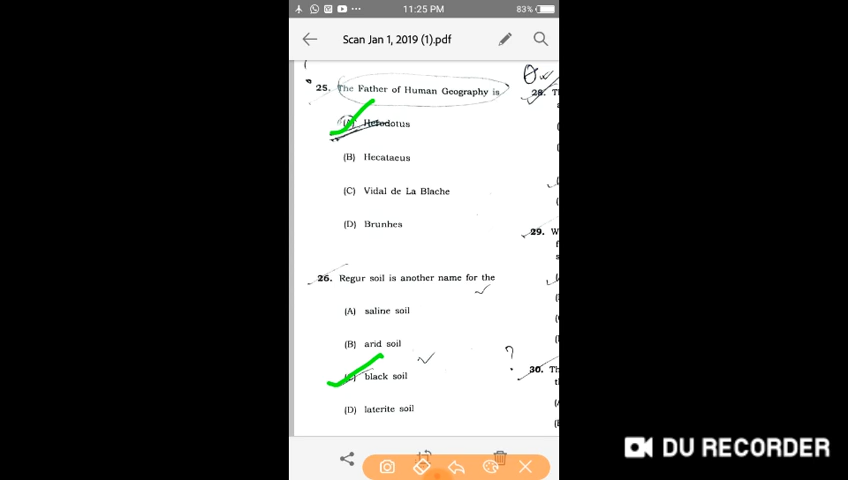 11:25 PM
83%
Scan Jan 1, 2019 (1).pdf
25. The Father of Human Geography is
(A) Herodotus
(B) Hecataeus
(C) Vidal de La Blache
(D) Brunhes
26. Regur soil is another name for the
(A) saline soil
(B) arid soil
(C) black soil
(D) laterite soil
28.
29.
?
30.
DU RECORDER